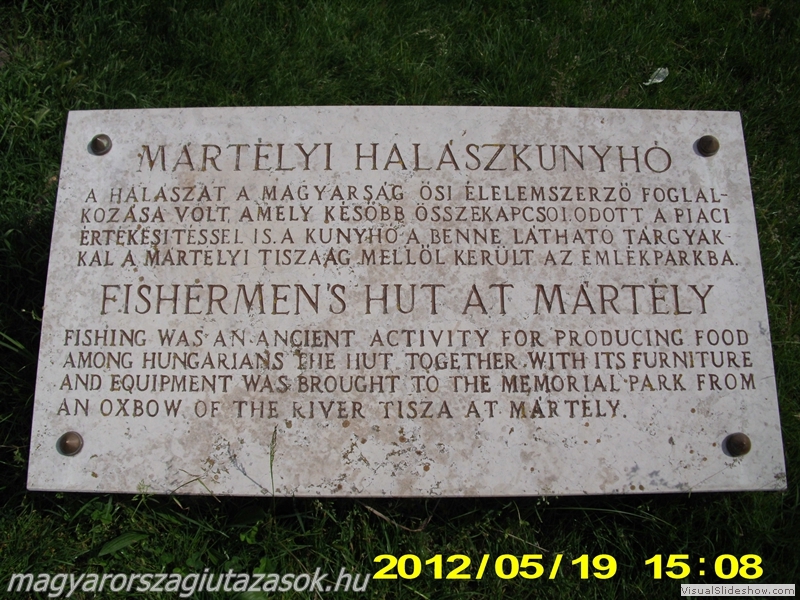 MÁRTÉLYI HALÁSZKUNYHÓ
A HALÁSZAT A MAGYARSÁG ŐSI ÉLELEMSZERZŐ FOGLAL-
KOZÁSA VOLT, AMELY KÉSŐBB ÖSSZEKAPCSOLODOTT A PIACI
ÉRTÉKESÍTÉSSEL IS. A KUNYHÓ A BENNE LÁTHATÓ TÁRGYAK-
KAL A MÁRTÉLYI TISZAÁG MELLŐL KERÜLT AZ EMLÉKPARKBA.
FISHERMEN'S HUT AT MÁRTÉLY
FISHING WAS AN ANCIENT ACTIVITY FOR PRODUCING FOOD
AMONG HUNGARIANS THE HUT TOGETHER WITH ITS FURNITURE
AND EQUIPMENT WAS BROUGHT TO THE MEMORIAL PARK FROM
AN OXBOW OF THE RIVER TISZA AT MÁRTÉLY.
magyarorszagiutazasok.hu
2012/05/19 15:08
VisualSlideshow.com